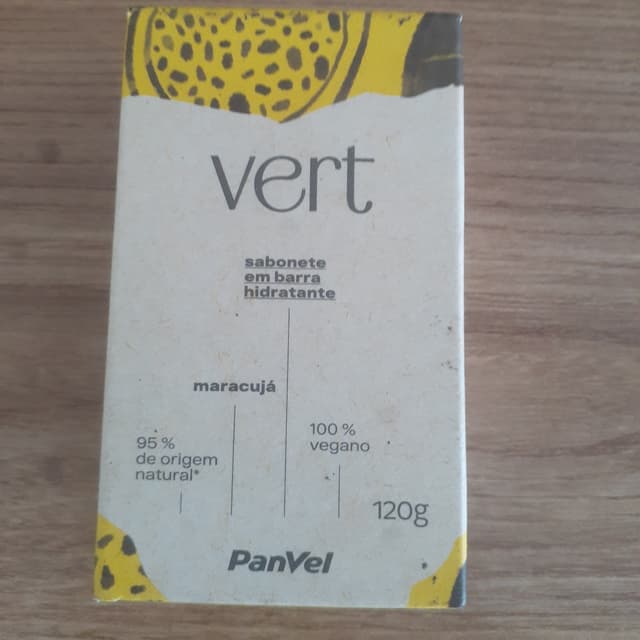 vert
sabonete
em barra
hidratante
maracujá
95 %
de origem
natural*
100 %
vegano
120g
PanVel